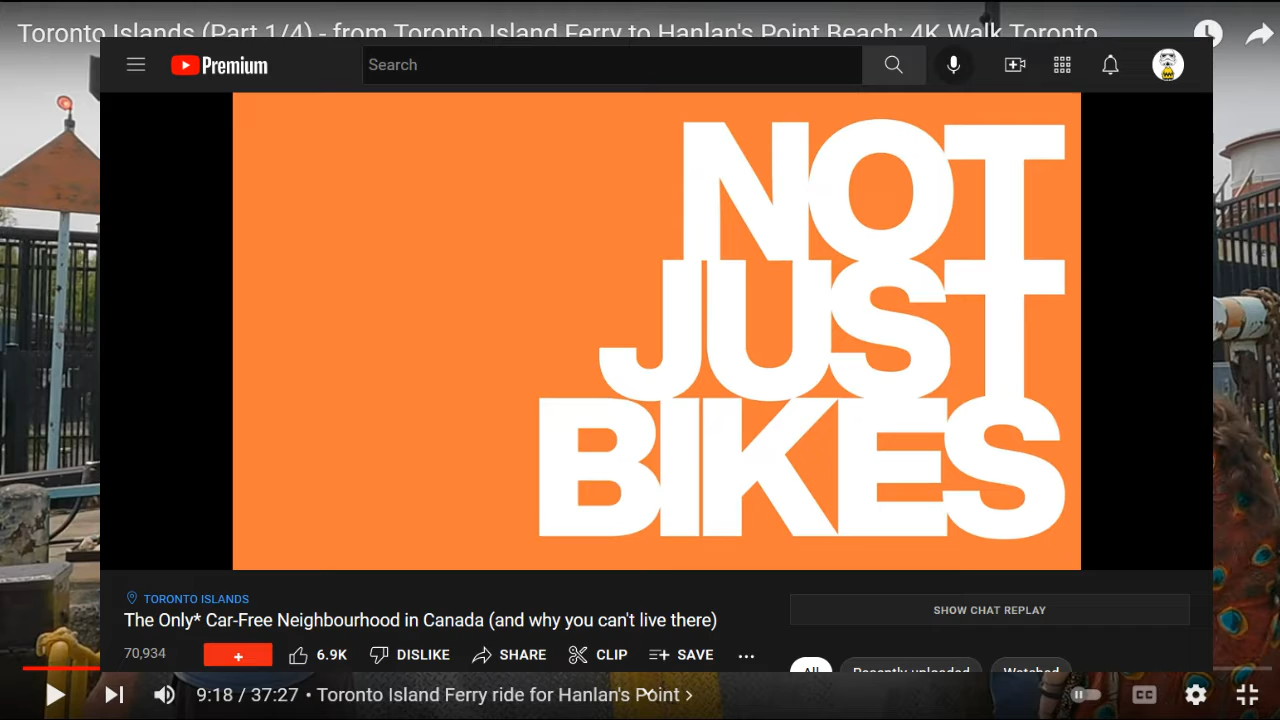 Toronto Islands (Part 1/4) - from Toronto Island Ferry to Hanlan's Point Beach: 4K Walk Toronto
Premium
Search
NOT
JUST
BIKES
TORONTO ISLANDS
The Only* Car-Free Neighbourhood in Canada (and why you can't live there)
SHOW CHAT REPLAY
70,934
+
6.9K
DISLIKE
SHARE
CLIP
SAVE
All
Recently uploaded
Watched
9:18 / 37:27 • Toronto Island Ferry ride for Hanlan's Point
CC